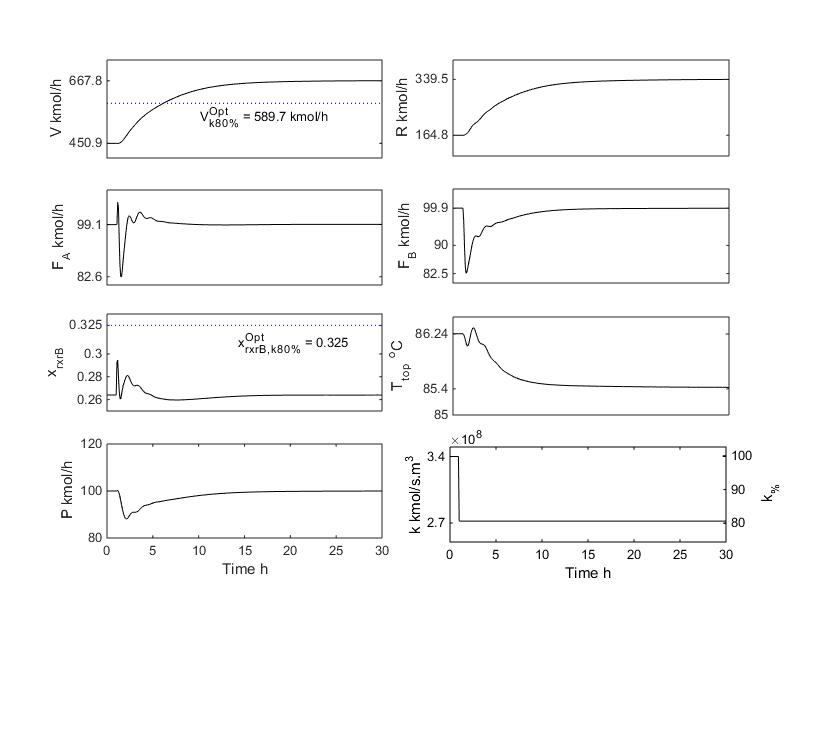 V kmol/h
667.8
450.9
V^Opt_k80% = 589.7 kmol/h
R kmol/h
339.5
164.8
F_A kmol/h
99.1
82.6
F_B kmol/h
99.9
90
82.5
x_rxrB
0.325
0.3
0.28
0.26
x^Opt_rxrB,k80% = 0.325
T_top °C
86.24
85.4
85
P kmol/h
120
100
80
0 5 10 15 20 25 30
Time h
×10^8
k kmol/s.m^3
3.4
2.7
100
90
80
k_%
0 5 10 15 20 25 30
Time h